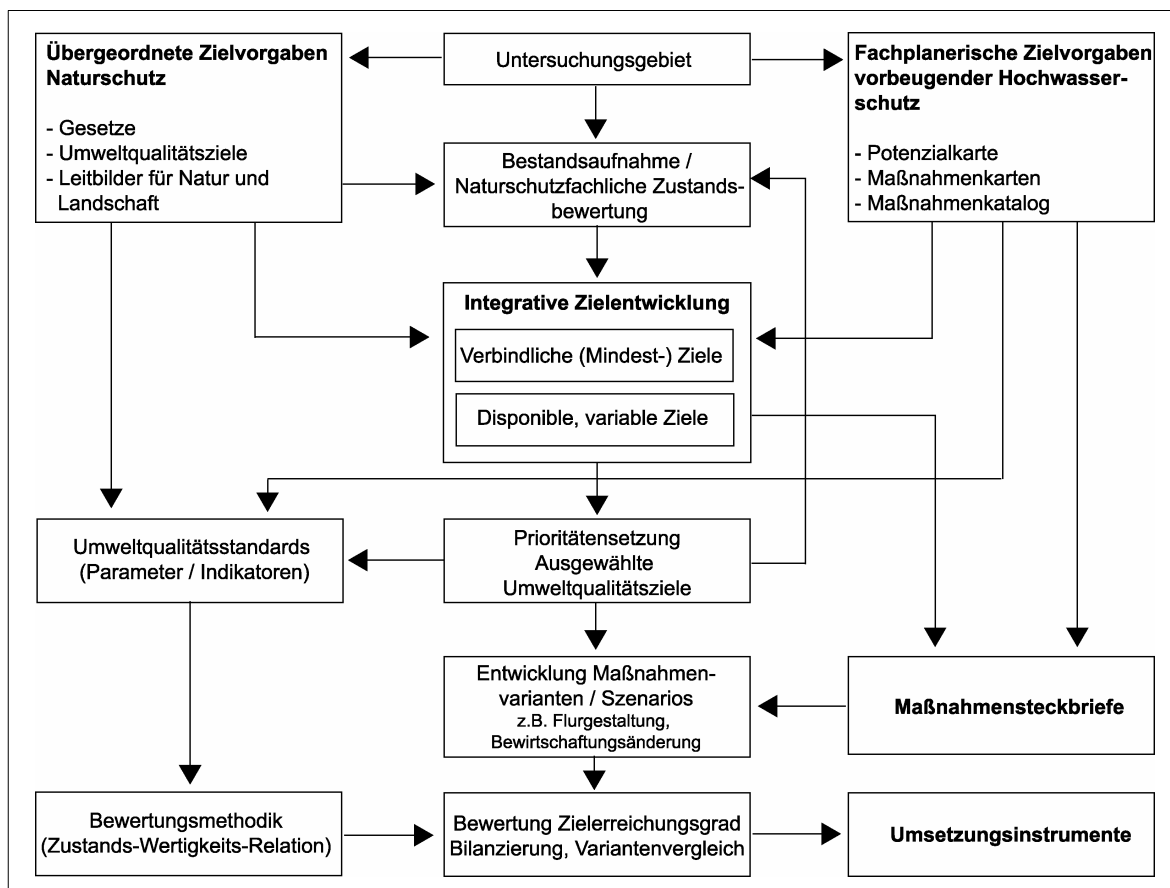 Übergeordnete Zielvorgaben
Naturschutz
- Gesetze
- Umweltqualitätsziele
- Leitbilder für Natur und
Landschaft
Untersuchungsgebiet
Fachplanerische Zielvorgaben
vorbeugender Hochwasser-
schutz
- Potenzialkarte
- Maßnahmenkarten
- Maßnahmenkatalog
Bestandsaufnahme /
Naturschutzfachliche Zustands-
bewertung
Integrative Zielentwicklung
Verbindliche (Mindest-) Ziele
Disponible, variable Ziele
Umweltqualitätsstandards
(Parameter / Indikatoren)
Prioritätensetzung
Ausgewählte
Umweltqualitätsziele
Entwicklung Maßnahmen-
varianten / Szenarios
z.B. Flurgestaltung,
Bewirtschaftungsänderung
Maßnahmensteckbriefe
Bewertungsmethodik
(Zustands-Wertigkeits-Relation)
Bewertung Zielerreichungsgrad
Bilanzierung, Variantenvergleich
Umsetzungsinstrumente